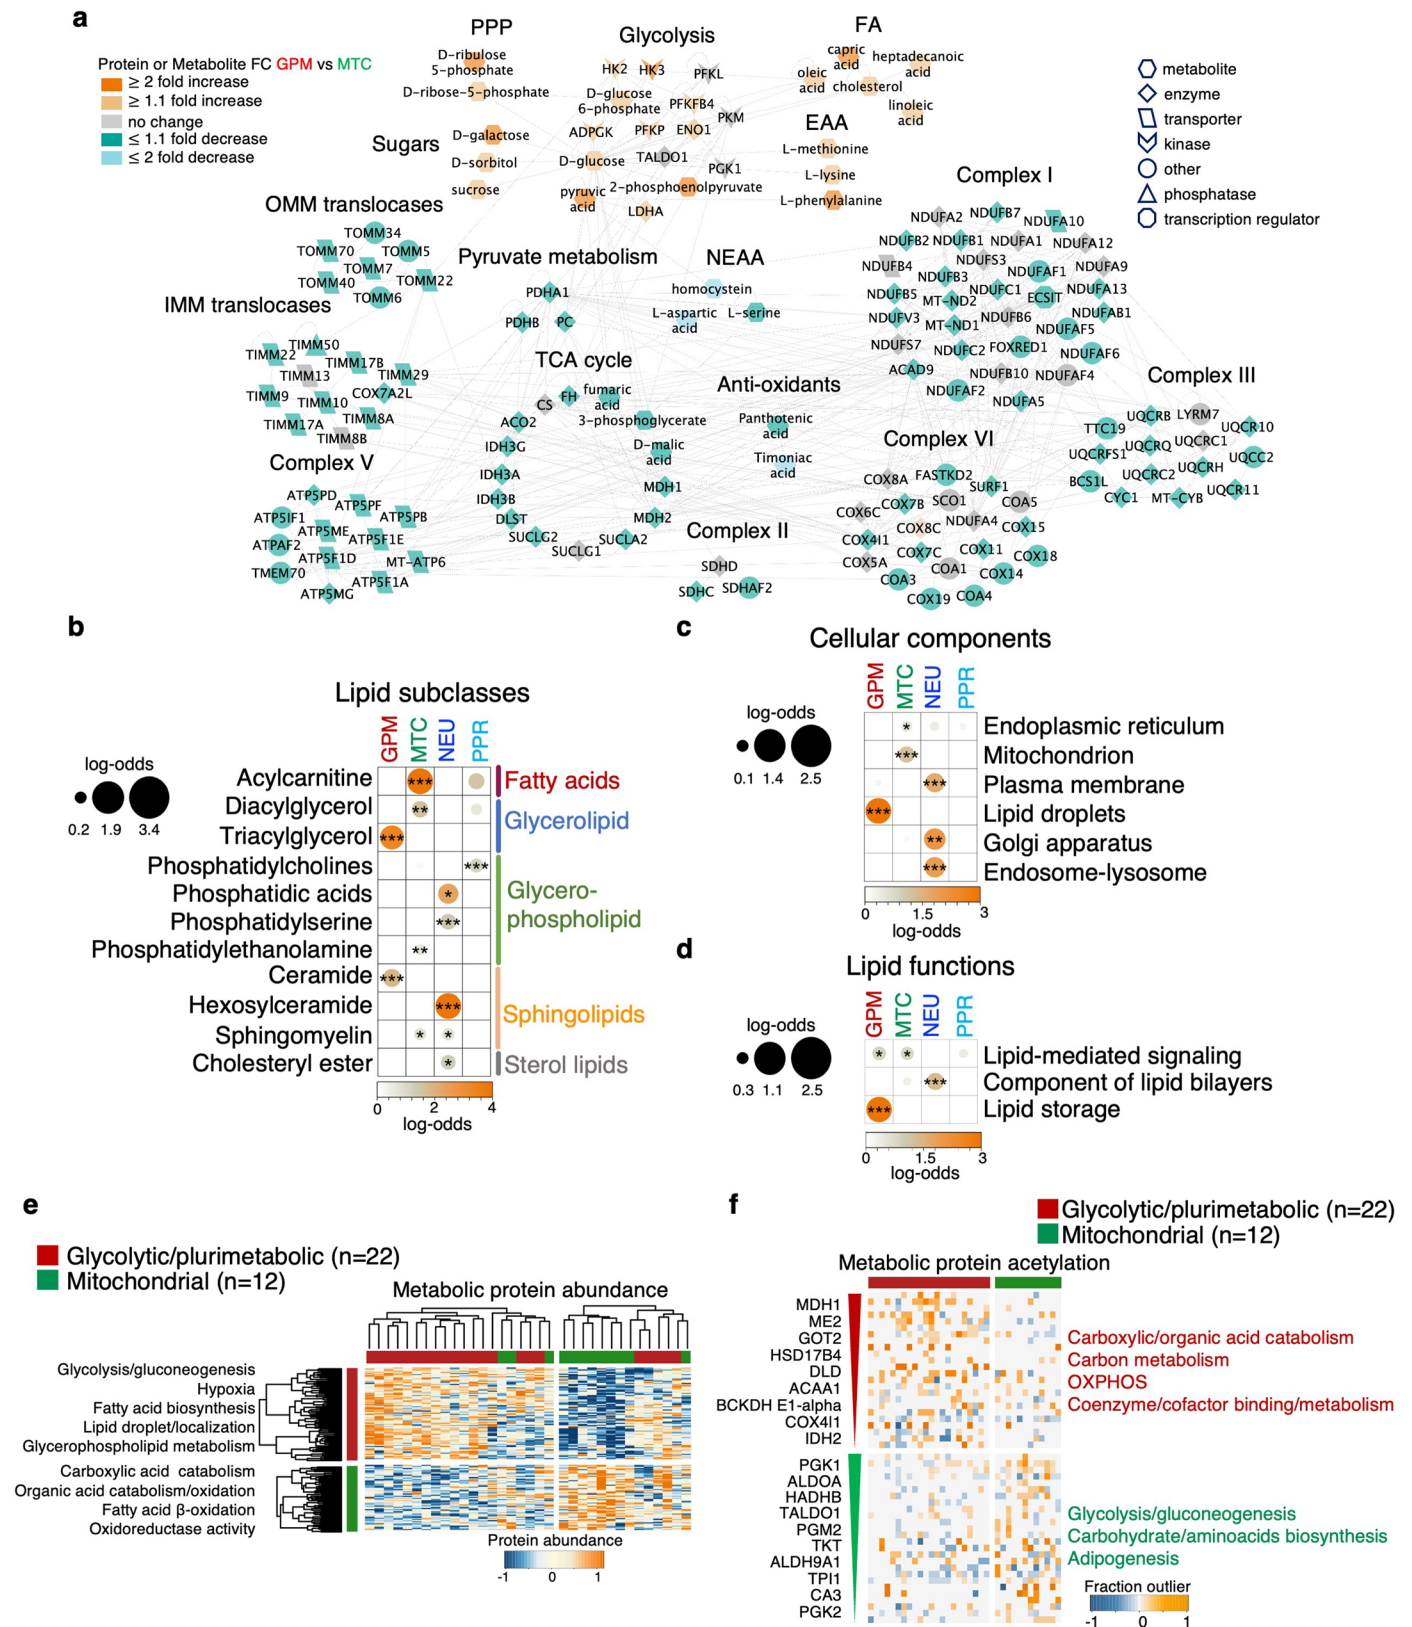 a
Protein or Metabolite FC GPM vs MTC
≥ 2 fold increase
≥ 1.1 fold increase
no change
≤ 1.1 fold decrease
≤ 2 fold decrease
PPP
D-ribulose
5-phosphate
D-ribose-5-phosphate
Sugars
D-galactose
D-sorbitol
sucrose
Glycolysis
HK2
HK3
PFKL
D-glucose
6-phosphate
PFKFB4
PKM
ADPGK
PFKP
ENO1
D-glucose
TALDO1
PGK1
pyruvic
acid
2-phosphoenolpyruvate
LDHA
FA
capric
acid
heptadecanoic
acid
oleic
acid
cholesterol
linoleic
acid
EAA
L-methionine
L-lysine
L-phenylalanine
metabolite
enzyme
transporter
kinase
other
phosphatase
transcription regulator
OMM translocases
TOMM34
TOMM70
TOMM5
TOMM7
TOMM40
TOMM22
TOMM6
IMM translocases
TIMM50
TIMM22
TIMM17B
TIMM13
TIMM29
TIMM9
COX7A2L
TIMM10
TIMM17A
TIMM8A
TIMM8B
Pyruvate metabolism
PDHA1
PDHB
PC
NEAA
homocystein
L-aspartic
acid
L-serine
TCA cycle
CS
FH
fumaric
acid
ACO2
3-phosphoglycerate
IDH3G
D-malic
acid
IDH3A
MDH1
IDH3B
DLST
MDH2
SUCLG2
SUCLG1
SUCLA2
Anti-oxidants
Panthotenic
acid
Timoniac
acid
Complex I
NDUFA2
NDUFB7
NDUFA10
NDUFB2
NDUFB1
NDUFA1
NDUFA12
NDUFB4
NDUFS3
NDUFA9
NDUFB3
NDUFAF1
NDUFB5
NDUFC1
NDUFA13
MT-ND2
ECSIT
NDUFV3
NDUFB6
NDUFAB1
MT-ND1
NDUFAF5
NDUFS7
NDUFC2
FOXRED1
NDUFAF6
ACAD9
NDUFB10
NDUFAF4
NDUFAF2
NDUFA5
Complex III
UQCRB
LYRM7
TTC19
UQCR10
UQCRQ
UQCRC1
UQCRFS1
UQCC2
UQCRC2
UQCRH
BCS1L
CYC1
MT-CYB
UQCR11
Complex V
ATP5PD
ATP5PF
ATP5IF1
ATP5PB
ATP5ME
ATPAF2
ATP5F1E
ATP5F1D
MT-ATP6
TMEM70
ATP5F1A
ATP5MG
Complex II
SDHD
SDHC
SDHAF2
Complex VI
COX8A
FASTKD2
SURF1
COX6C
COX7B
SCO1
COA5
COX8C
NDUFA4
COX15
COX4I1
COX7C
COX11
COX18
COX5A
COA1
COX14
COA3
COX19
COA4
b
Lipid subclasses
GPM
MTC
NEU
PPR
log-odds
0.2 1.9 3.4
Acylcarnitine *** Fatty acids
Diacylglycerol **
Glycerolipid
Triacylglycerol ***
Phosphatidylcholines ***
Phosphatidic acids *
Glycero-
phospholipid
Phosphatidylserine ***
Phosphatidylethanolamine **
Ceramide ***
Hexosylceramide ***
Sphingolipids
Sphingomyelin * *
Cholesteryl ester * Sterol lipids
0 2 4
log-odds
c
Cellular components
GPM
MTC
NEU
PPR
log-odds
0.1 1.4 2.5
* Endoplasmic reticulum
*** Mitochondrion
*** Plasma membrane
*** Lipid droplets
** Golgi apparatus
*** Endosome-lysosome
0 1.5 3
log-odds
d
Lipid functions
GPM
MTC
NEU
PPR
log-odds
0.3 1.1 2.5
* * Lipid-mediated signaling
*** Component of lipid bilayers
*** Lipid storage
0 1.5 3
log-odds
e
Glycolytic/plurimetabolic (n=22)
Mitochondrial (n=12)
Metabolic protein abundance
Glycolysis/gluconeogenesis
Hypoxia
Fatty acid biosynthesis
Lipid droplet/localization
Glycerophospholipid metabolism
Carboxylic acid catabolism
Organic acid catabolism/oxidation
Fatty acid β-oxidation
Oxidoreductase activity
Protein abundance
-1 0 1
f
Glycolytic/plurimetabolic (n=22)
Mitochondrial (n=12)
Metabolic protein acetylation
MDH1
ME2
GOT2
HSD17B4
DLD
ACAA1
BCKDH E1-alpha
COX4I1
IDH2
Carboxylic/organic acid catabolism
Carbon metabolism
OXPHOS
Coenzyme/cofactor binding/metabolism
PGK1
ALDOA
HADHB
TALDO1
PGM2
TKT
ALDH9A1
TPI1
CA3
PGK2
Glycolysis/gluconeogenesis
Carbohydrate/aminoacids biosynthesis
Adipogenesis
Fraction outlier
-1 0 1